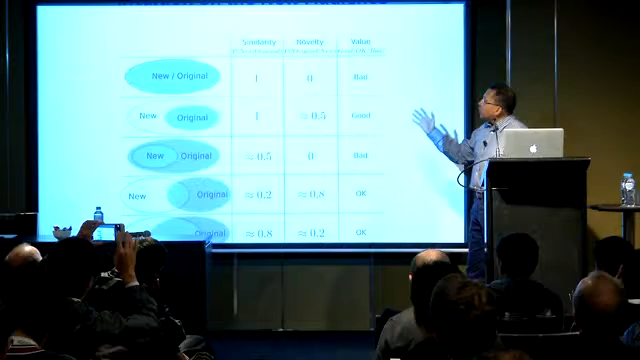 Similarity Novelty Value
New / Original 1 0 Bad
New Original 1 ≈ 0.5 Good
New Original ≈ 0.5 0 Bad
New Original ≈ 0.2 ≈ 0.8 OK
Original ≈ 0.8 ≈ 0.2 OK